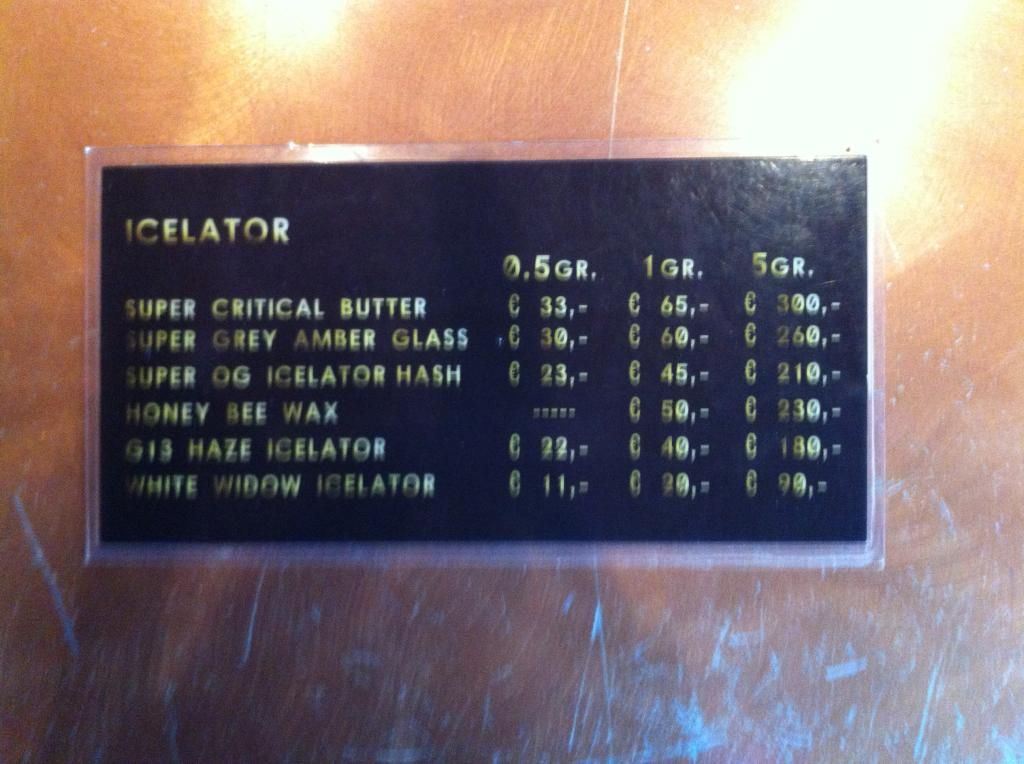 ICELATOR
0.5GR. 1GR. 5GR.
SUPER CRITICAL BUTTER € 33,= € 65,= € 300,=
SUPER GREY AMBER GLASS € 30,= € 60,= € 260,=
SUPER OG ICELATOR HASH € 23,= € 45,= € 210,=
HONEY BEE WAX ----- € 50,= € 230,=
G13 HAZE ICELATOR € 22,= € 40,= € 180,=
WHITE WIDOW ICELATOR € 11,= € 20,= € 90,=